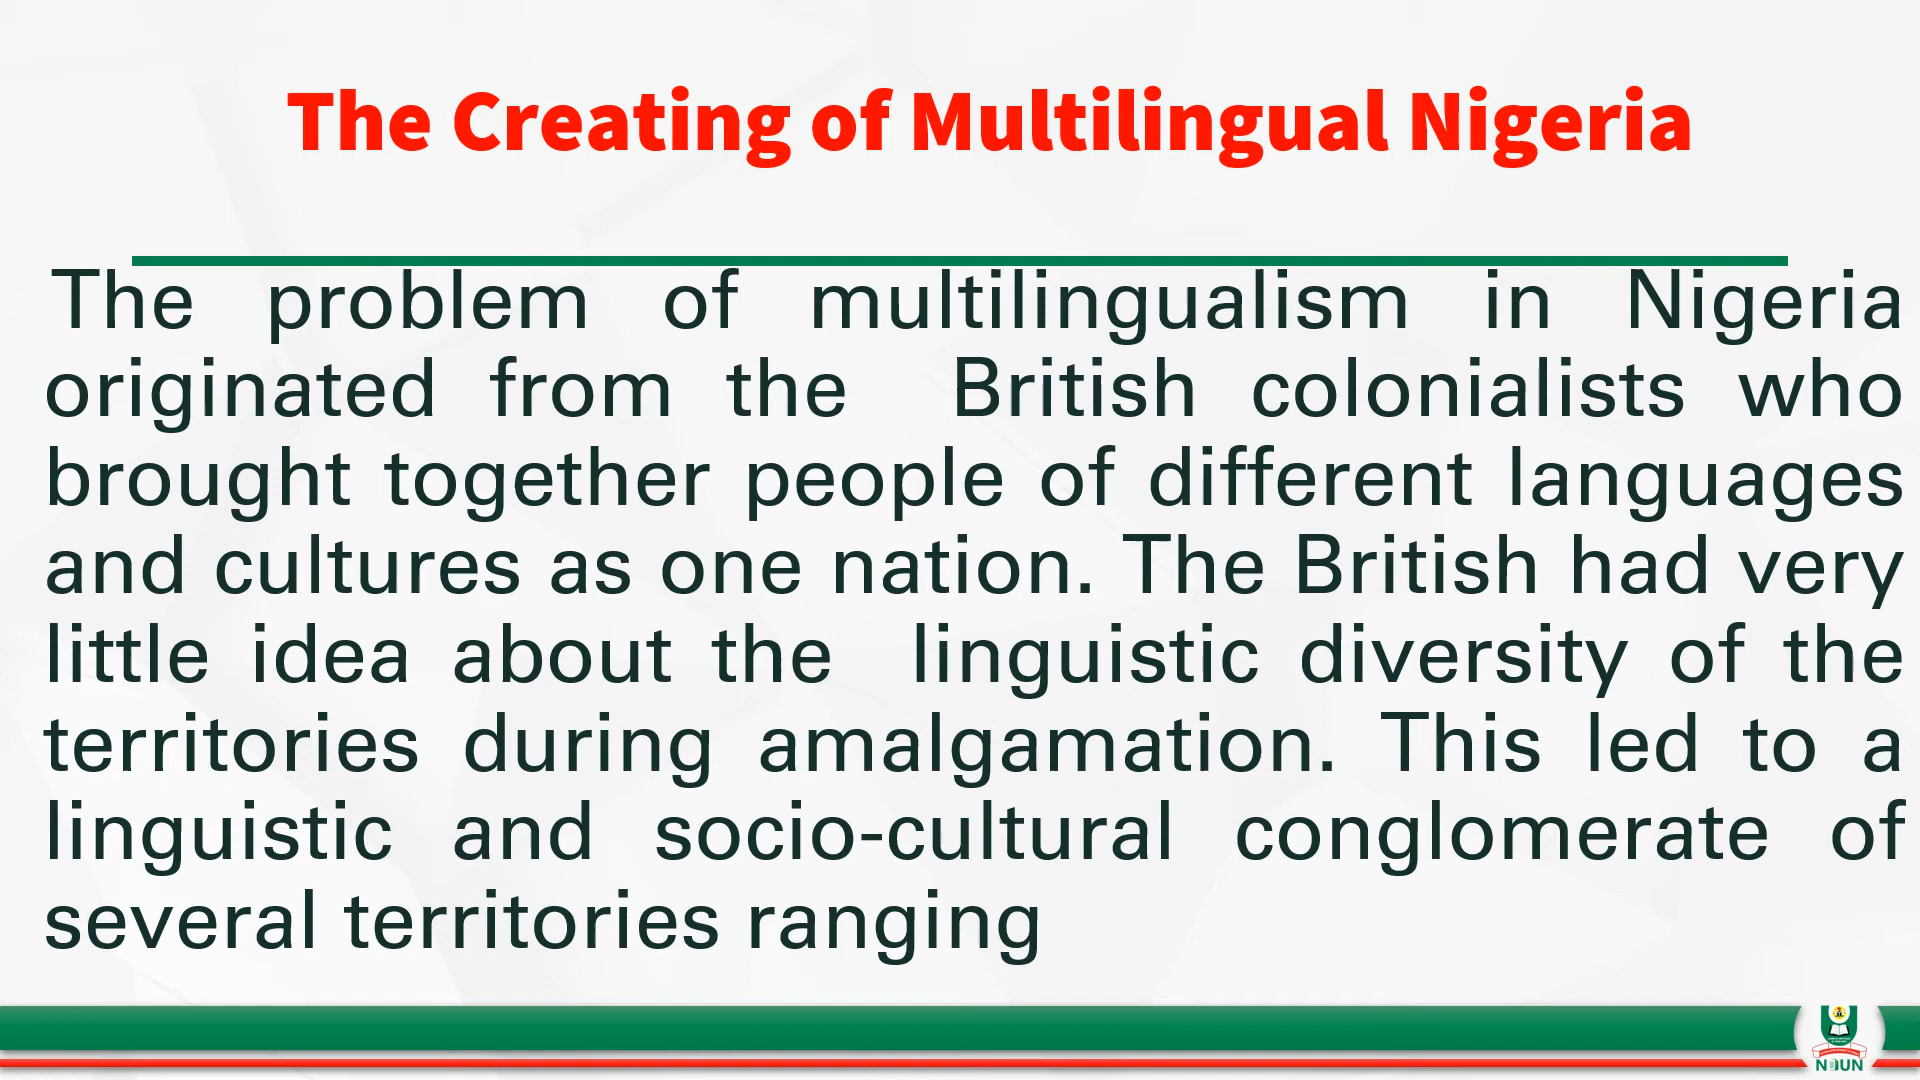 The Creating of Multilingual Nigeria
The problem of multilingualism in Nigeria
originated from the British colonialists who
brought together people of different languages
and cultures as one nation. The British had very
little idea about the linguistic diversity of the
territories during amalgamation. This led to a
linguistic and socio-cultural conglomerate of
several territories ranging
NOUN